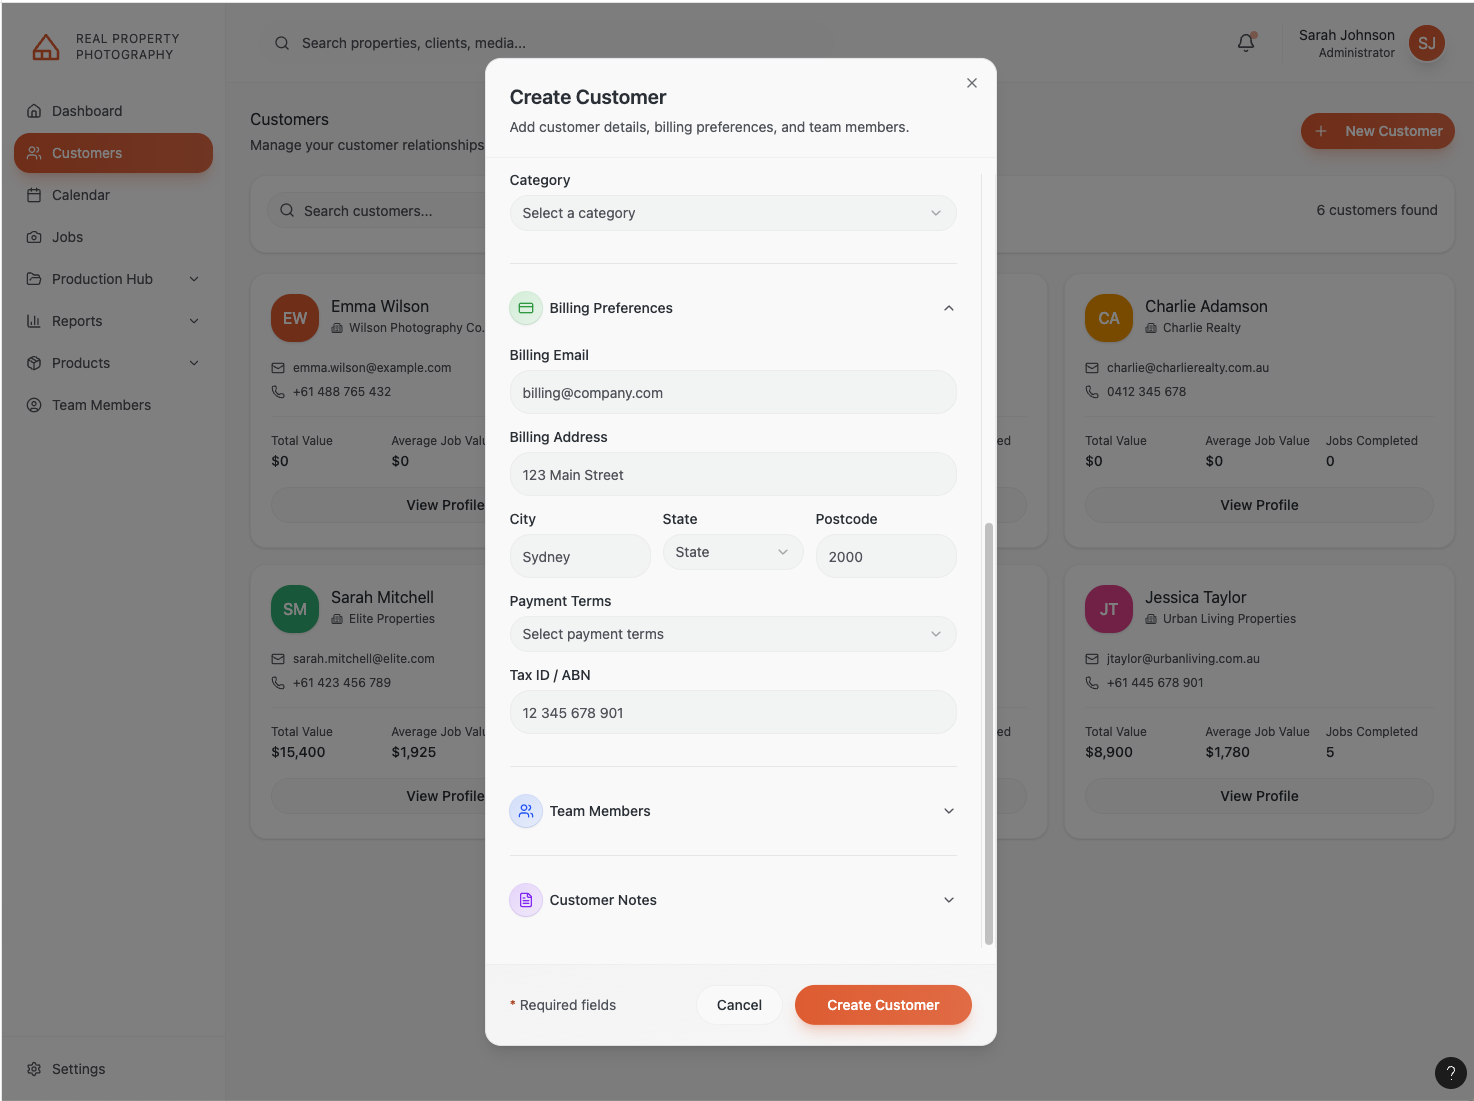 REAL PROPERTY
PHOTOGRAPHY
Search properties, clients, media...
Sarah Johnson
Administrator
SJ
Dashboard
Customers
Calendar
Jobs
Production Hub
Reports
Products
Team Members
Settings
Customers
Manage your customer relationships
New Customer
Search customers...
6 customers found
EW
Emma Wilson
Wilson Photography Co.
emma.wilson@example.com
+61 488 765 432
Total Value
Average Job Valu
$0
$0
View Profile
ed
CA
Charlie Adamson
Charlie Realty
charlie@charlierealty.com.au
0412 345 678
Total Value
Average Job Value
Jobs Completed
$0
$0
0
View Profile
SM
Sarah Mitchell
Elite Properties
sarah.mitchell@elite.com
+61 423 456 789
Total Value
Average Job Valu
$15,400
$1,925
View Profile
ed
JT
Jessica Taylor
Urban Living Properties
jtaylor@urbanliving.com.au
+61 445 678 901
Total Value
Average Job Value
Jobs Completed
$8,900
$1,780
5
View Profile
Create Customer
Add customer details, billing preferences, and team members.
Category
Select a category
Billing Preferences
Billing Email
billing@company.com
Billing Address
123 Main Street
City
State
Postcode
Sydney
State
2000
Payment Terms
Select payment terms
Tax ID / ABN
12 345 678 901
Team Members
Customer Notes
* Required fields
Cancel
Create Customer
?